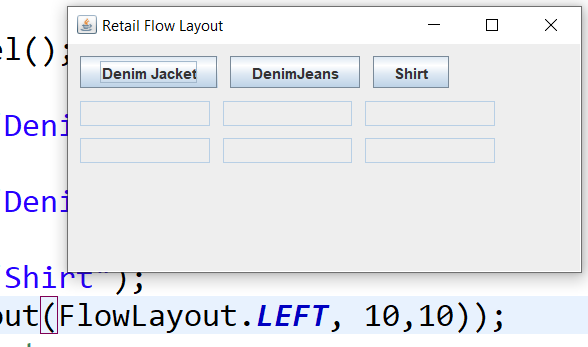 Retail Flow Layout
el();
Denim Jacket DenimJeans Shirt
"Deni
"Deni
"Shirt");
out(FlowLayout.LEFT, 10,10));